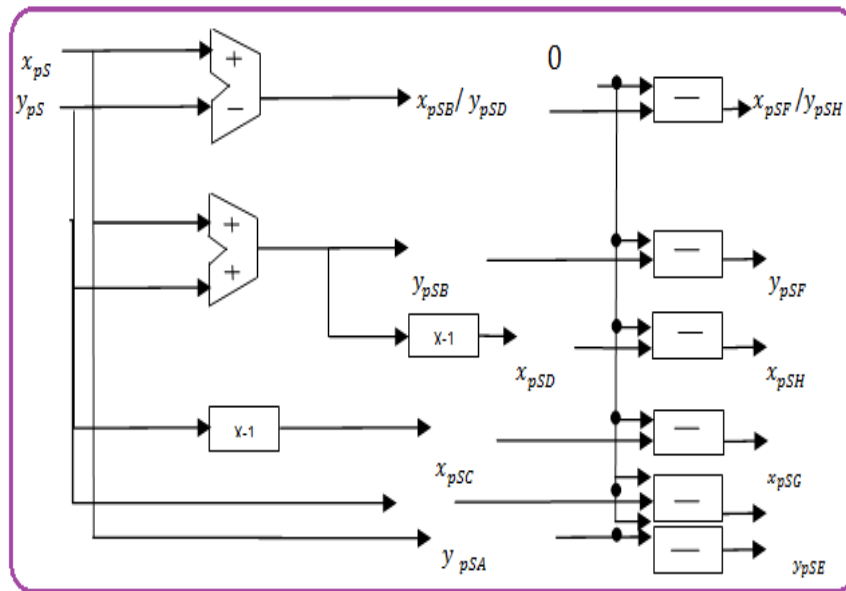 x_pS
+
0
y_pS
−
x_pSB / y_pSD
—
x_pSF / y_pSH
+
+
y_pSB
—
y_pSF
X-1
x_pSD
—
x_pSH
X-1
x_pSC
—
x_pSG
—
y_pSA
—
y_pSE